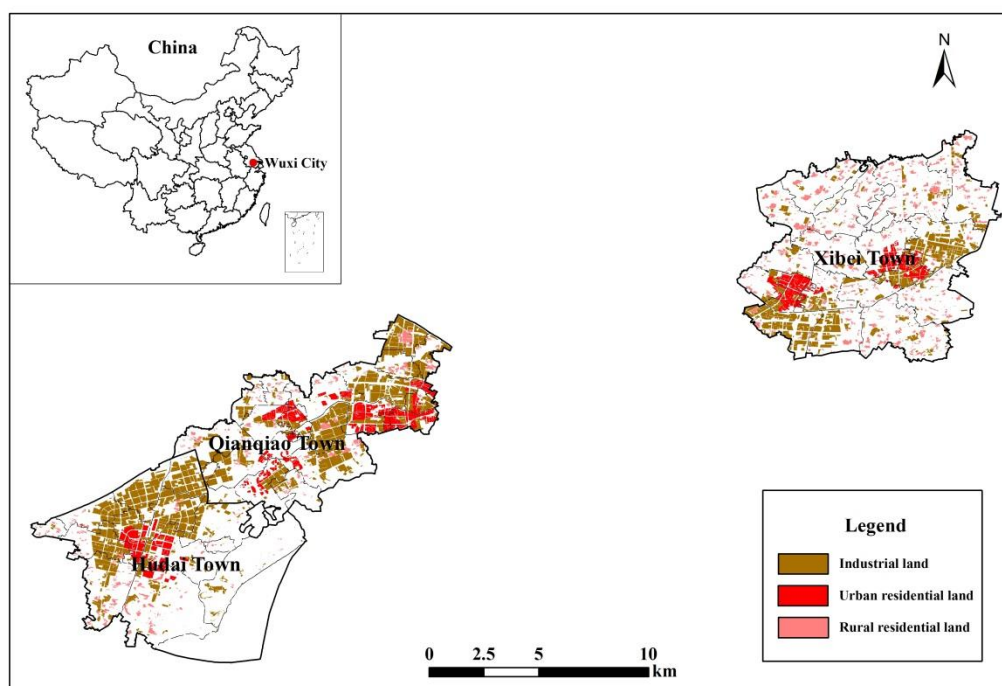 China
Wuxi City
N
Xibei Town
Qianqiao Town
Hudai Town
Legend
Industrial land
Urban residential land
Rural residential land
0 2.5 5 10
km